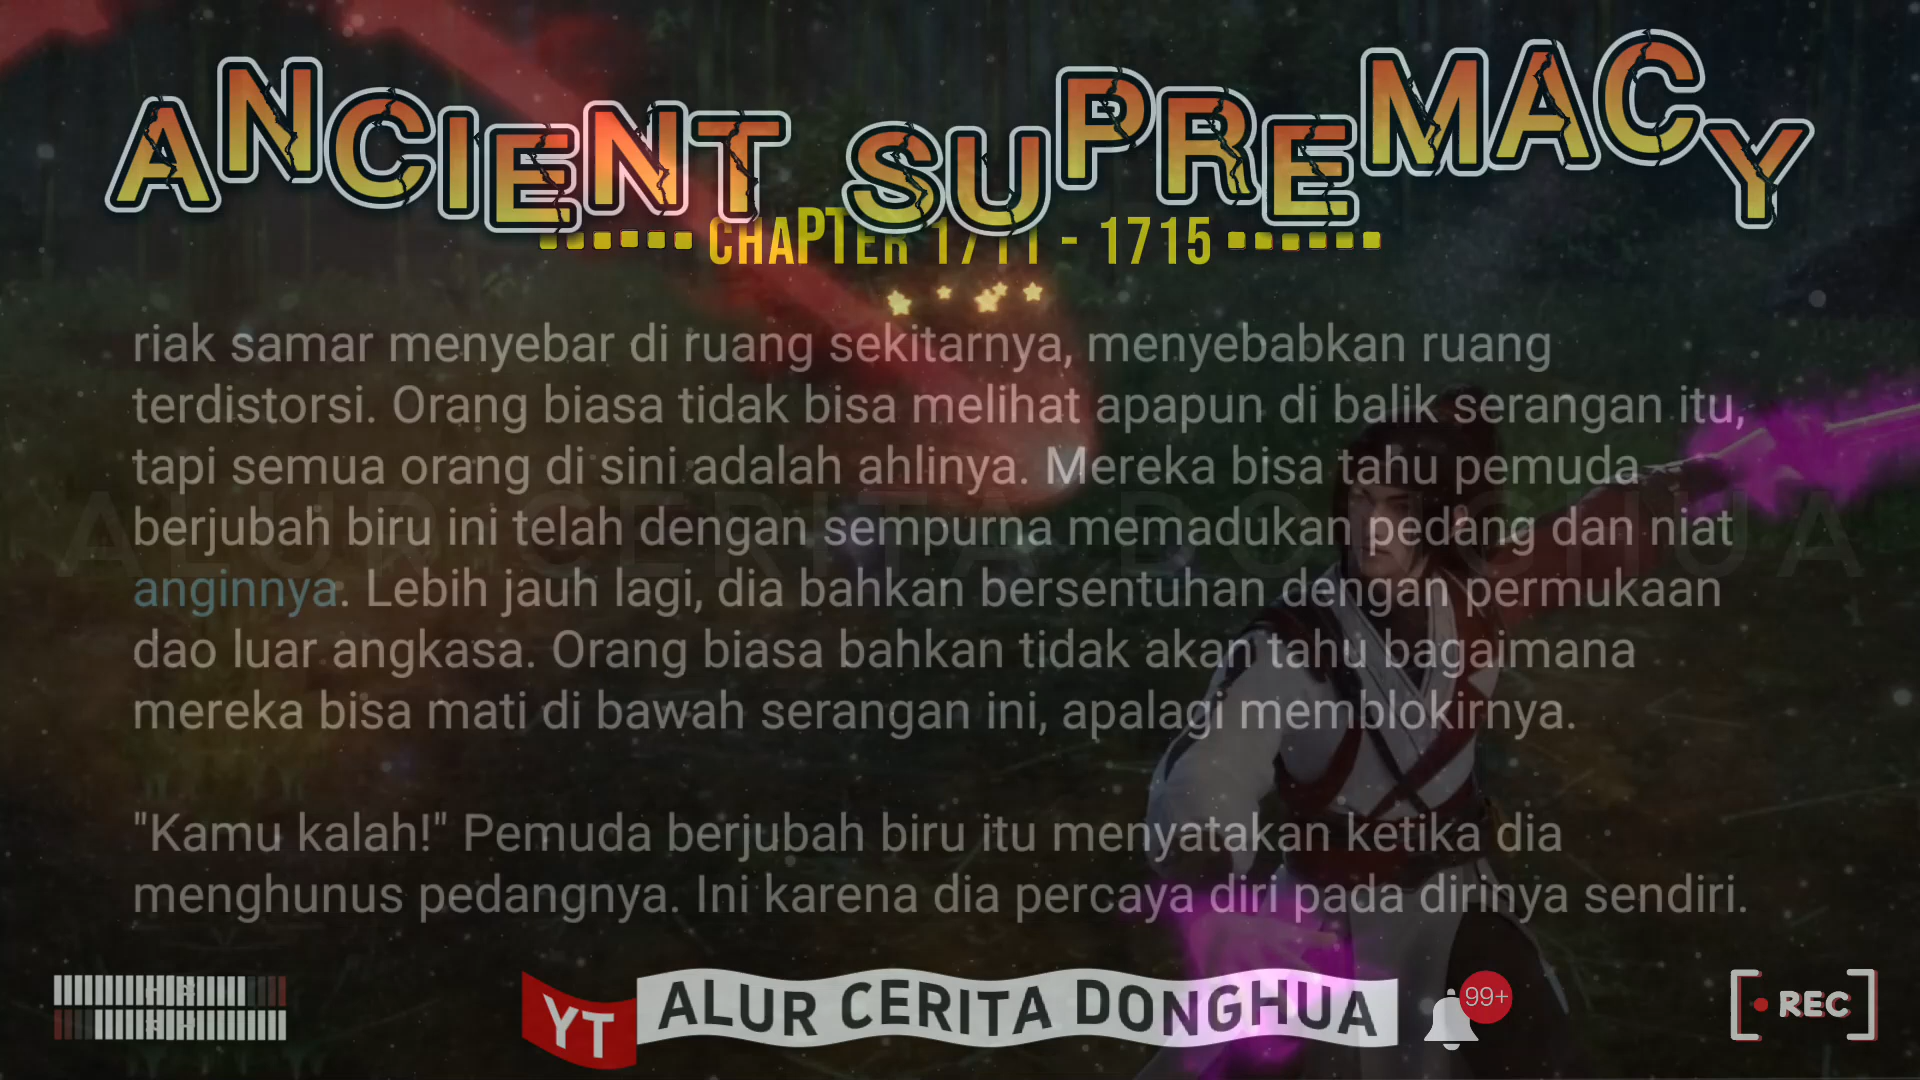 ANCIENT SUPREMACY
CHAPTER 1711 - 1715
riak samar menyebar di ruang sekitarnya, menyebabkan ruang
terdistorsi. Orang biasa tidak bisa melihat apapun di balik serangan itu,
tapi semua orang di sini adalah ahlinya. Mereka bisa tahu pemuda
berjubah biru ini telah dengan sempurna memadukan pedang dan niat
anginnya. Lebih jauh lagi, dia bahkan bersentuhan dengan permukaan
dao luar angkasa. Orang biasa bahkan tidak akan tahu bagaimana
mereka bisa mati di bawah serangan ini, apalagi memblokirnya.
"Kamu kalah!" Pemuda berjubah biru itu menyatakan ketika dia
menghunus pedangnya. Ini karena dia percaya diri pada dirinya sendiri.
ALUR CERITA DONGHUA
YT ALUR CERITA DONGHUA
99+
REC